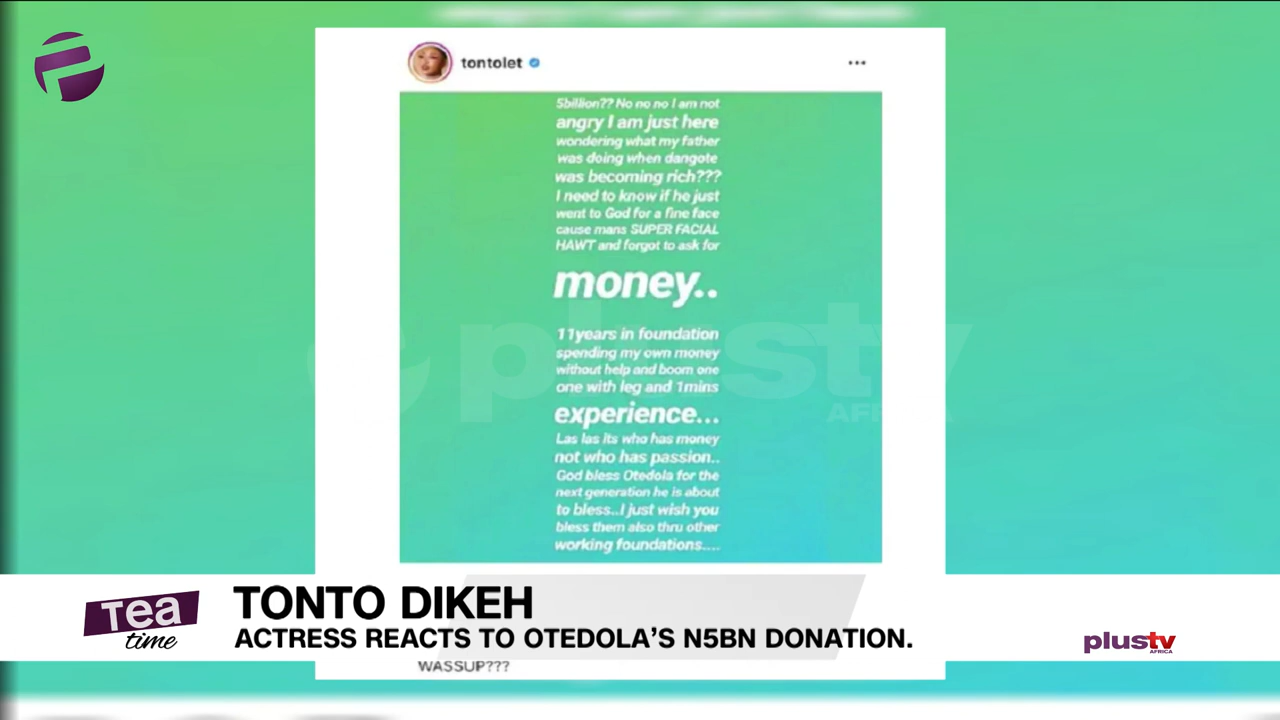 tontolet
5billion?? No no no I am not
angry I am just here
wondering what my father
was doing when dangote
was becoming rich???
I need to know if he just
went to God for a fine face
cause mans SUPER FACIAL
HAWT and forgot to ask for
money..
11years in foundation
spending my own money
without help and boom one
one with leg and 1mins
experience...
Las las its who has money
not who has passion..
God bless Otedola for the
next generation he is about
to bless..I just wish you
bless them also thru other
working foundations....
plustv
AFRICA
Tea
time
TONTO DIKEH
ACTRESS REACTS TO OTEDOLA'S N5BN DONATION.
plustv
AFRICA
WASSUP???